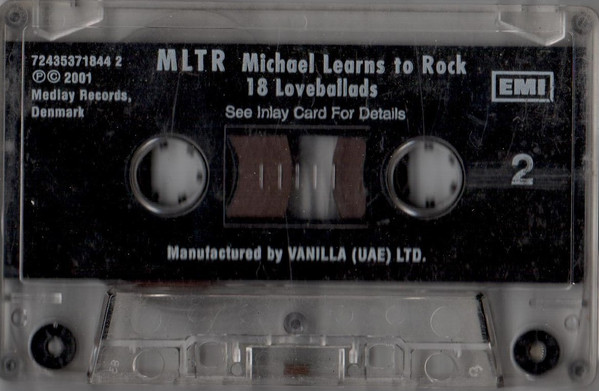 72435371844 2
ⓅⒸ 2001
Medlay Records,
Denmark
MLTR Michael Learns to Rock
18 Loveballads
See Inlay Card For Details
EMI
2
Manufactured by VANILLA (UAE) LTD.